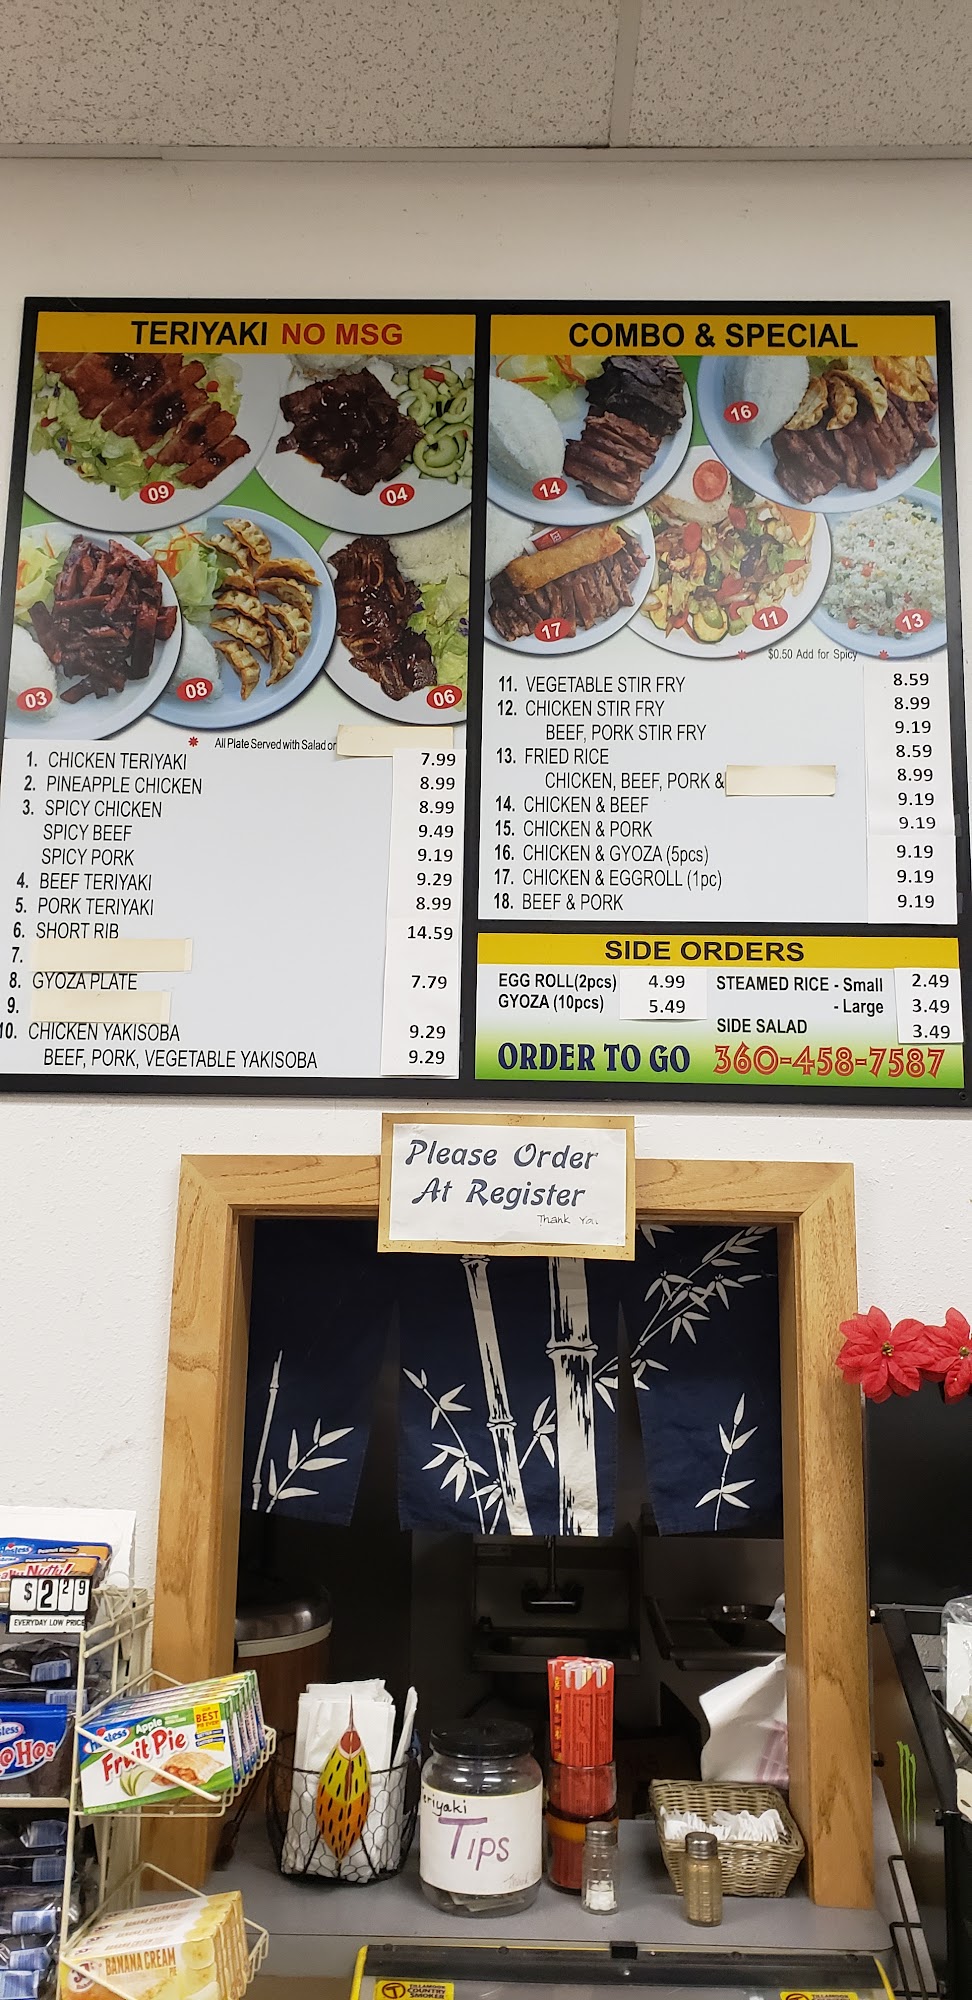 TERIYAKI NO MSG
09
04
03
08
06
All Plate Served with Salad or
1. CHICKEN TERIYAKI 7.99
2. PINEAPPLE CHICKEN 8.99
3. SPICY CHICKEN 8.99
SPICY BEEF 9.49
SPICY PORK 9.19
4. BEEF TERIYAKI 9.29
5. PORK TERIYAKI 8.99
6. SHORT RIB 14.59
7.
8. GYOZA PLATE 7.79
9.
10. CHICKEN YAKISOBA 9.29
BEEF, PORK, VEGETABLE YAKISOBA 9.29
COMBO & SPECIAL
14
16
17
11
13
$0.50 Add for Spicy
11. VEGETABLE STIR FRY 8.59
12. CHICKEN STIR FRY 8.99
BEEF, PORK STIR FRY 9.19
13. FRIED RICE 8.59
CHICKEN, BEEF, PORK & 8.99
14. CHICKEN & BEEF 9.19
15. CHICKEN & PORK 9.19
16. CHICKEN & GYOZA (5pcs) 9.19
17. CHICKEN & EGGROLL (1pc) 9.19
18. BEEF & PORK 9.19
SIDE ORDERS
EGG ROLL(2pcs) 4.99
GYOZA (10pcs) 5.49
STEAMED RICE - Small 2.49
- Large 3.49
SIDE SALAD 3.49
ORDER TO GO 360-458-7587
Please Order
At Register
Thank You
$2.29
EVERYDAY LOW PRICE
Hostess Apple
Fruit Pie
BEST
BANANA CREAM
PIE
eriyaki
TIPS
TILLAMOOK
COUNTRY
SMOKER